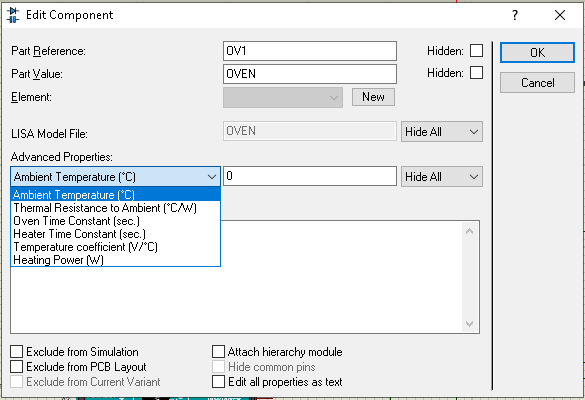 Edit Component
?
Part Reference: OV1 Hidden:
OK
Part Value: OVEN Hidden:
Cancel
Element: New
LISA Model File: OVEN Hide All
Advanced Properties:
Ambient Temperature (°C) 0 Hide All
Ambient Temperature (°C)
Thermal Resistance to Ambient (°C/W)
Oven Time Constant (sec.)
Heater Time Constant (sec.)
Temperature coefficient (V/°C)
Heating Power (W)
Exclude from Simulation Attach hierarchy module
Exclude from PCB Layout Hide common pins
Exclude from Current Variant Edit all properties as text